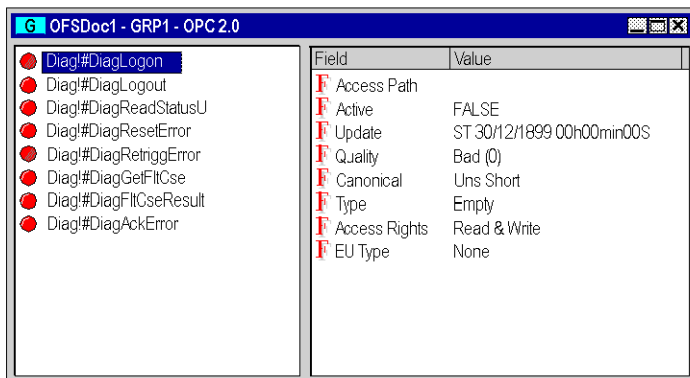 G OFSDoc1 - GRP1 - OPC 2.0
Diag!#DiagLogon
Diag!#DiagLogout
Diag!#DiagReadStatusU
Diag!#DiagResetError
Diag!#DiagRetriggError
Diag!#DiagGetFltCse
Diag!#DiagFltCseResult
Diag!#DiagAckError
Field Value
F Access Path
F Active FALSE
F Update ST 30/12/1899 00h00min00S
F Quality Bad (0)
F Canonical Uns Short
F Type Empty
F Access Rights Read & Write
F EU Type None